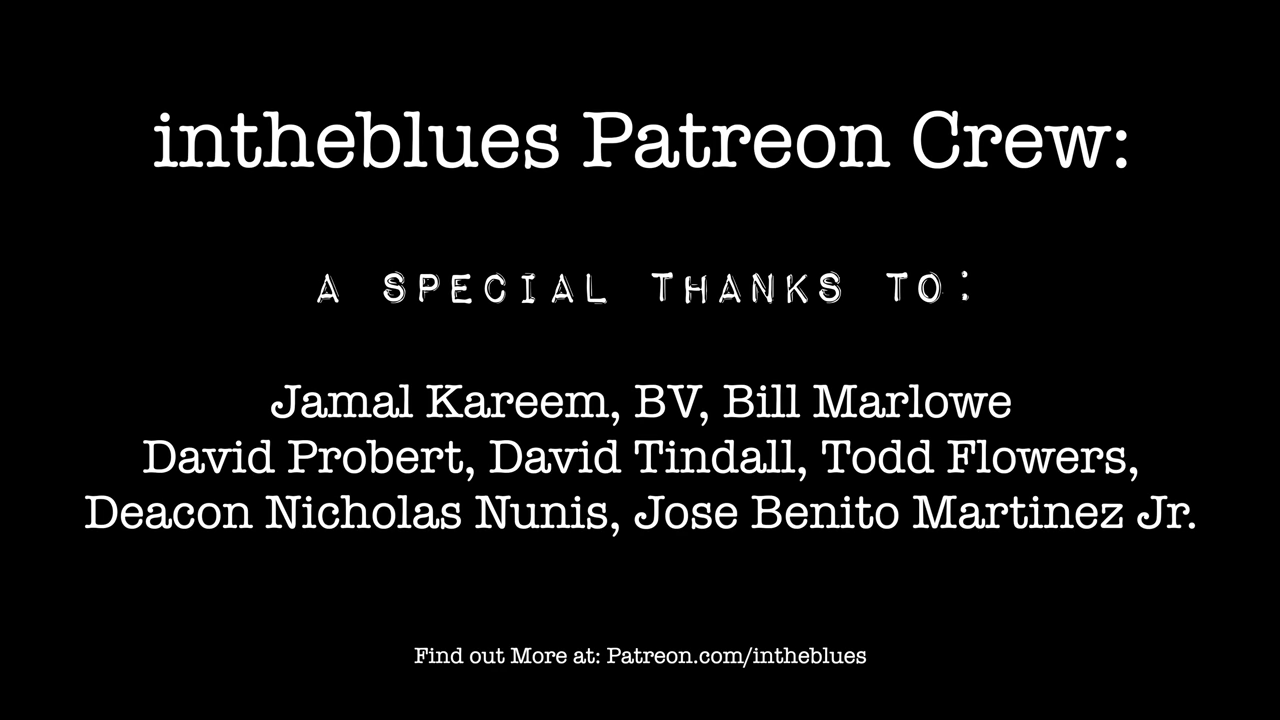 intheblues Patreon Crew:
A SPECIAL THANKS TO:
Jamal Kareem, BV, Bill Marlowe
David Probert, David Tindall, Todd Flowers,
Deacon Nicholas Nunis, Jose Benito Martinez Jr.
Find out More at: Patreon.com/intheblues